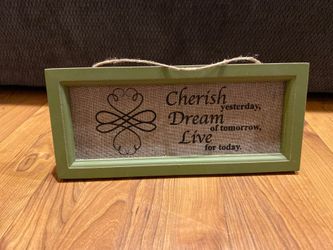 Cherish
yesterday,
Dream
of tomorrow,
Live
for today.